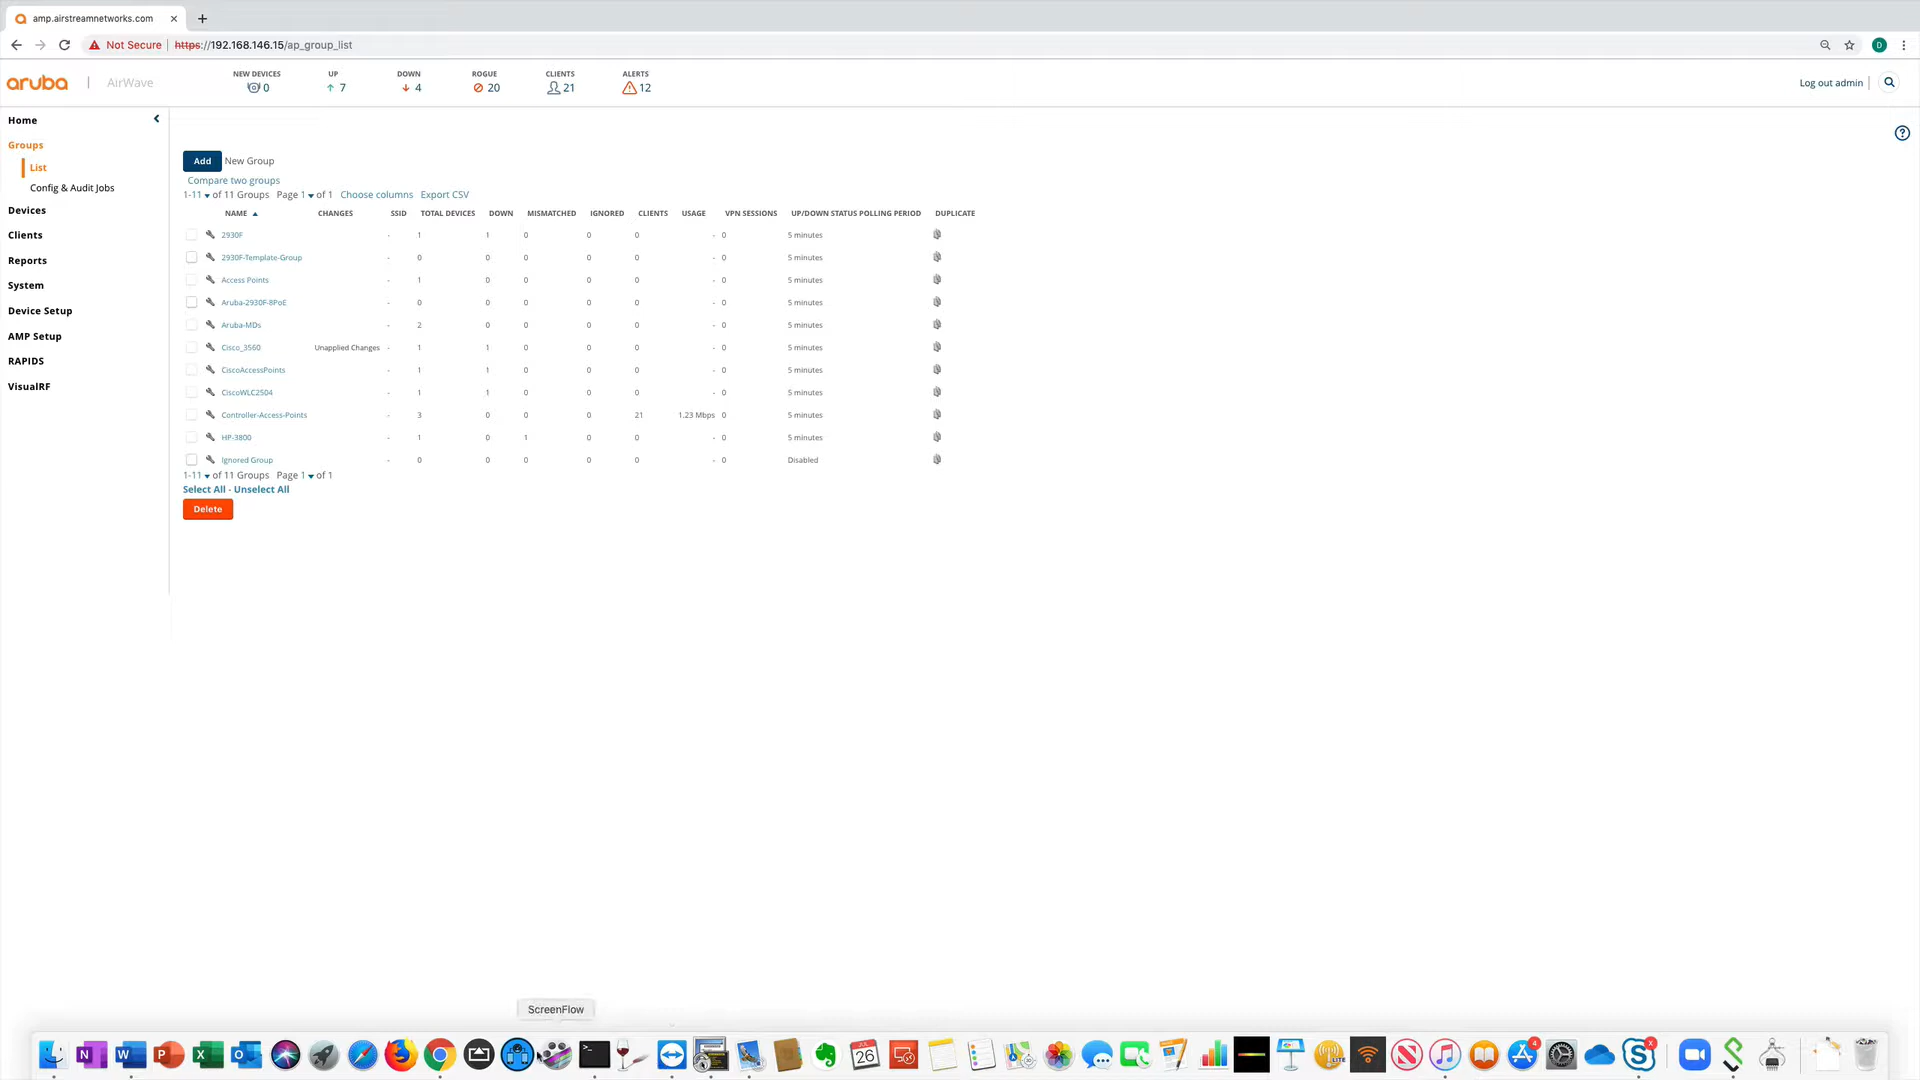 amp.airstreamnetworks.com
Not Secure https://192.168.146.15/ap_group_list
D
aruba AirWave
NEW DEVICES UP DOWN ROGUE CLIENTS ALERTS
0 7 4 20 21 12
Log out admin
Home
Groups
List
Config & Audit Jobs
Devices
Clients
Reports
System
Device Setup
AMP Setup
RAPIDS
VisualRF
Add New Group
Compare two groups
1-11 of 11 Groups Page 1 of 1 Choose columns Export CSV
NAME CHANGES SSID TOTAL DEVICES DOWN MISMATCHED IGNORED CLIENTS USAGE VPN SESSIONS UP/DOWN STATUS POLLING PERIOD DUPLICATE
2930F - 1 1 0 0 0 - 0 5 minutes
2930F-Template-Group - 0 0 0 0 0 - 0 5 minutes
Access Points - 1 0 0 0 0 - 0 5 minutes
Aruba-2930F-8PoE - 0 0 0 0 0 - 0 5 minutes
Aruba-MDs - 2 0 0 0 0 - 0 5 minutes
Cisco_3560 Unapplied Changes - 1 1 0 0 0 - 0 5 minutes
CiscoAccessPoints - 1 1 0 0 0 - 0 5 minutes
CiscoWLC2504 - 1 1 0 0 0 - 0 5 minutes
Controller-Access-Points - 3 0 0 0 21 1.23 Mbps 0 5 minutes
HP-3800 - 1 0 1 0 0 - 0 5 minutes
Ignored Group - 0 0 0 0 0 - 0 Disabled
1-11 of 11 Groups Page 1 of 1
Select All - Unselect All
Delete
ScreenFlow
N W P X O JUL 26 LITE 4 S X